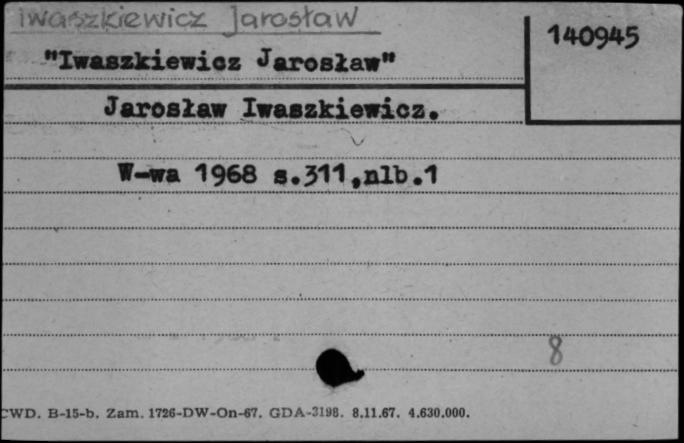 iwaszkiewicz Jarosław
140945
"Iwaszkiewicz Jarosław"
Jarosław Iwaszkiewicz.
W-wa 1968 s.311,nlb.1
8
CWD. B-15-b. Zam. 1726-DW-On-67. GDA-3198. 8.11.67. 4.630.000.